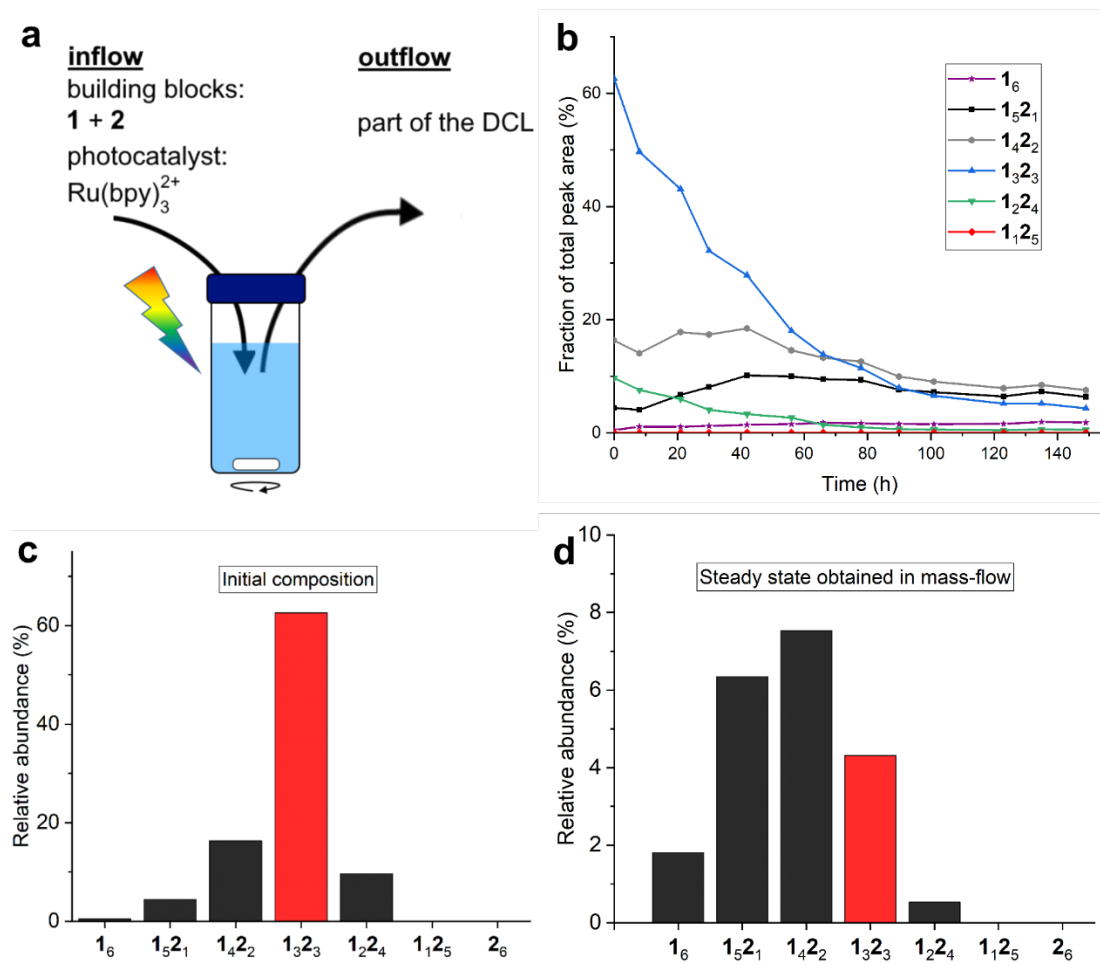 a
inflow
building blocks:
1 + 2
photocatalyst:
Ru(bpy)₃²⁺
outflow
part of the DCL
b
Fraction of total peak area (%)
60
40
20
0
0 20 40 60 80 100 120 140
Time (h)
1₆
1₅2₁
1₄2₂
1₃2₃
1₂2₄
1₁2₅
c
Initial composition
Relative abundance (%)
60
40
20
0
1₆ 1₅2₁ 1₄2₂ 1₃2₃ 1₂2₄ 1₁2₅ 2₆
d
Steady state obtained in mass-flow
Relative abundance (%)
10
8
6
4
2
0
1₆ 1₅2₁ 1₄2₂ 1₃2₃ 1₂2₄ 1₁2₅ 2₆